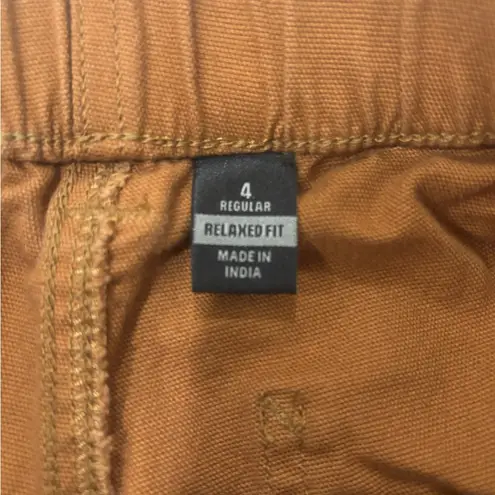 4
REGULAR
RELAXED FIT
MADE IN
INDIA